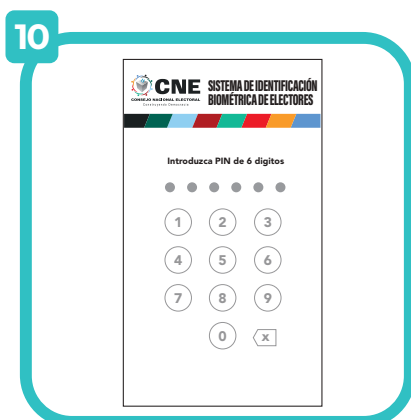 10
CNE
CONSEJO NACIONAL ELECTORAL
Construyendo Democracia
SISTEMA DE IDENTIFICACIÓN
BIOMÉTRICA DE ELECTORES
Introduzca PIN de 6 digitos
1 2 3
4 5 6
7 8 9
0 x